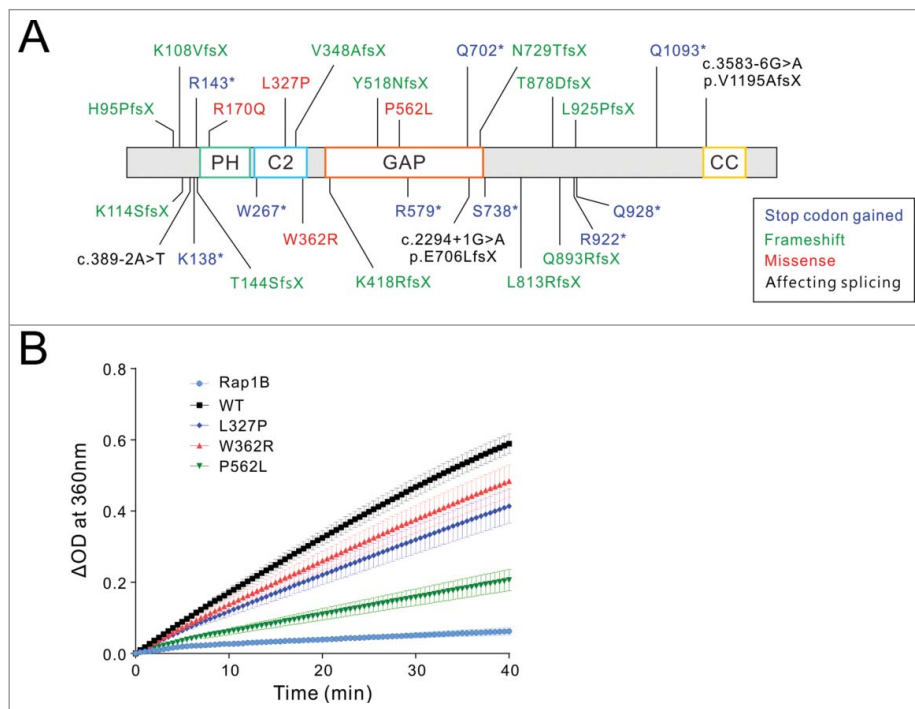 A
K108VfsX
V348AfsX
Q702*
N729TfsX
Q1093*
c.3583-6G>A
p.V1195AfsX
R143*
L327P
Y518NfsX
T878DfsX
H95PfsX
R170Q
P562L
L925PfsX
PH
C2
GAP
CC
K114SfsX
W267*
R579*
S738*
Q928*
Stop codon gained
Frameshift
Missense
Affecting splicing
c.389-2A>T
K138*
W362R
c.2294+1G>A
p.E706LfsX
R922*
Q893RfsX
T144SfsX
K418RfsX
L813RfsX
B
0.8
0.6
0.4
0.2
0.0
ΔOD at 360nm
Rap1B
WT
L327P
W362R
P562L
0
10
20
30
40
Time (min)